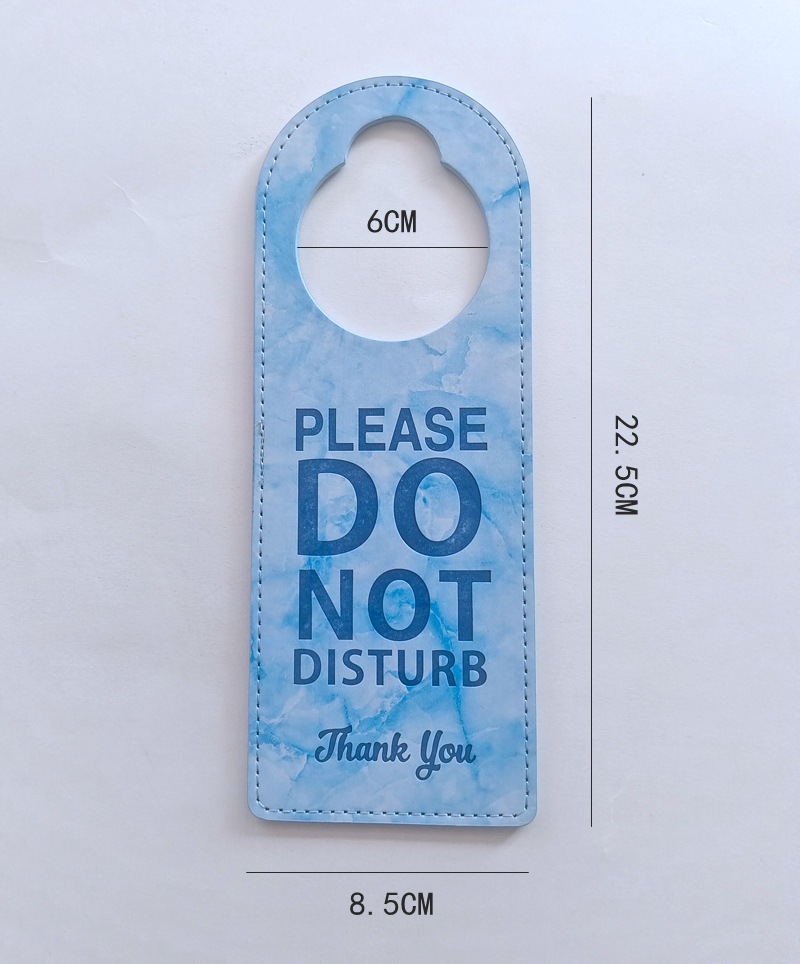 6CM
PLEASE
DO
NOT
DISTURB
Thank You
22.5CM
8.5CM